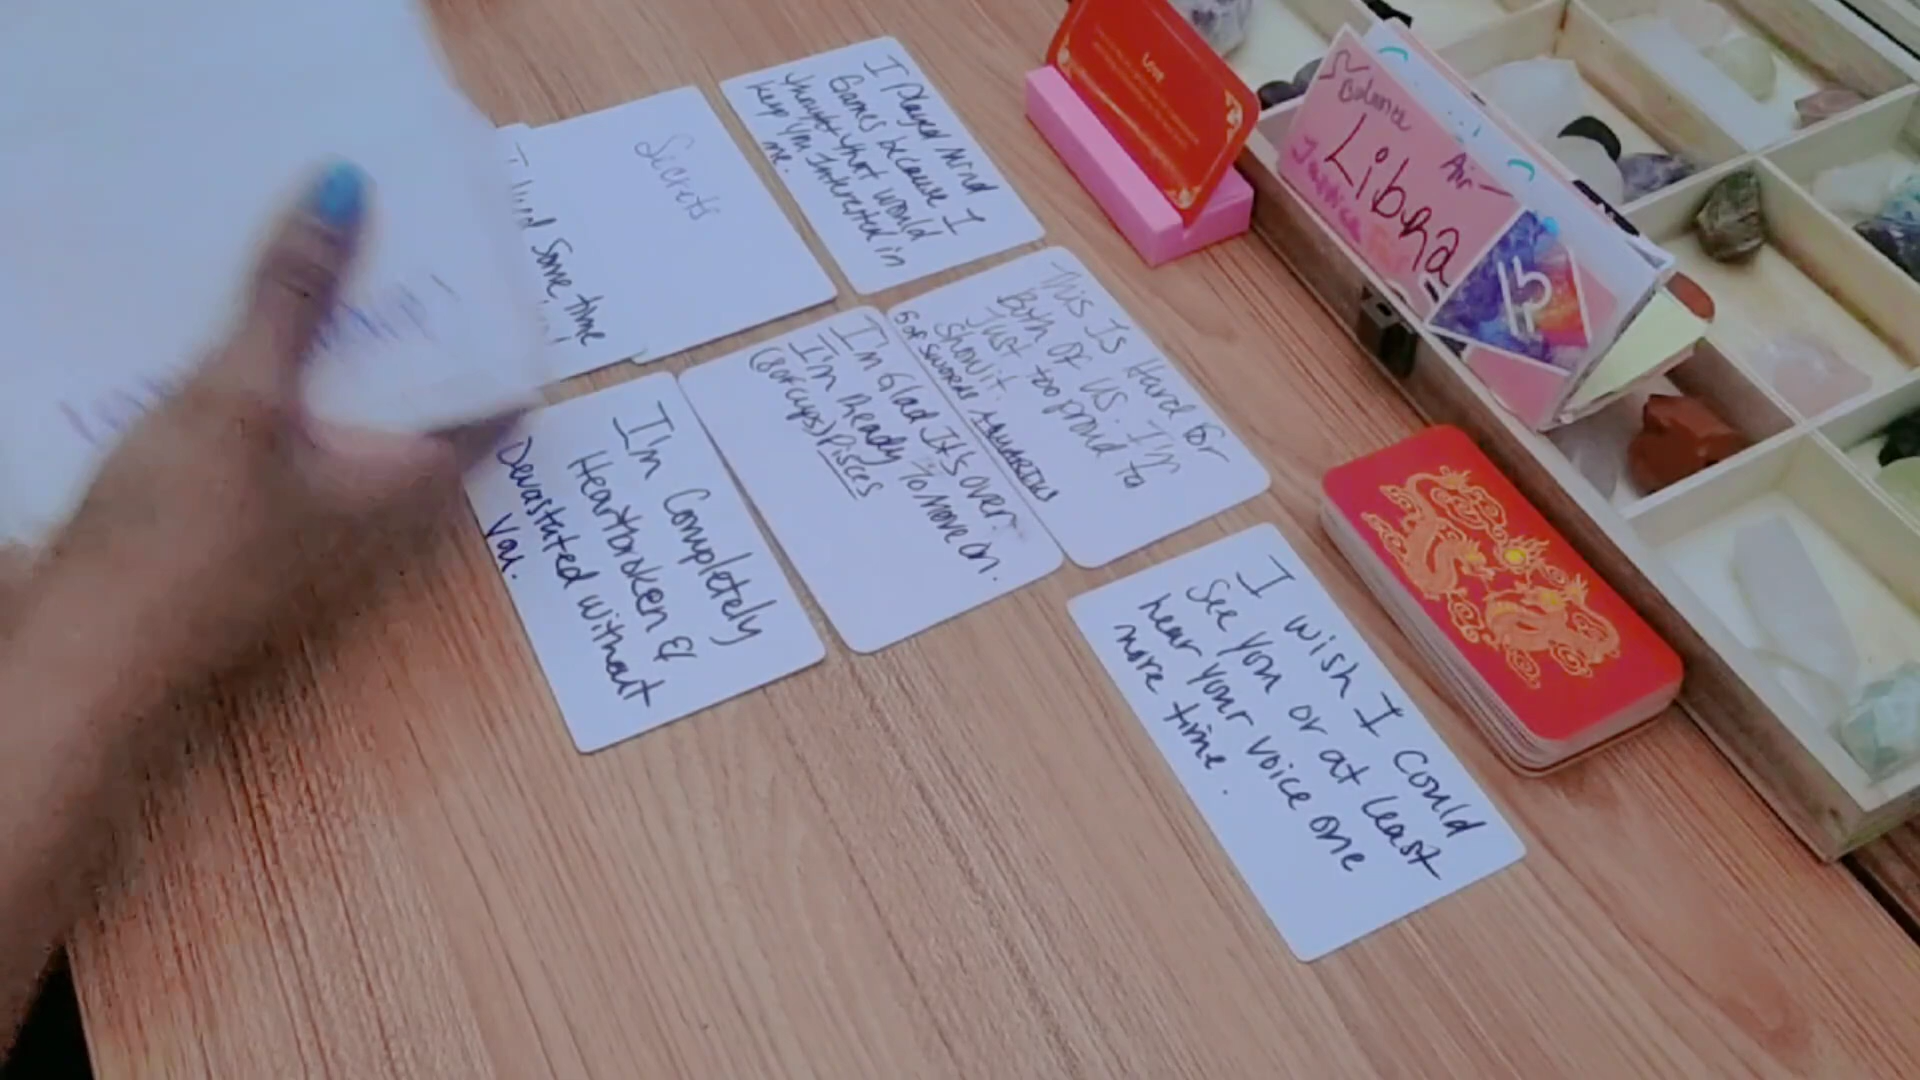 I Played Mind
Games because I
thought that would
keep you Interested in
me.
Secrets
Some time
This Is Hard for
Both of us. I'm
Just too proud to
show it.
6 of Swords AQUARIUS
I'm Glad It's over.
I'm Ready To Move On.
(8 of cups) Pisces
I'm Completely
Heartbroken &
Devastated without
You.
I wish I could
See you or at least
hear your voice one
more time.
Love
Libra
Air